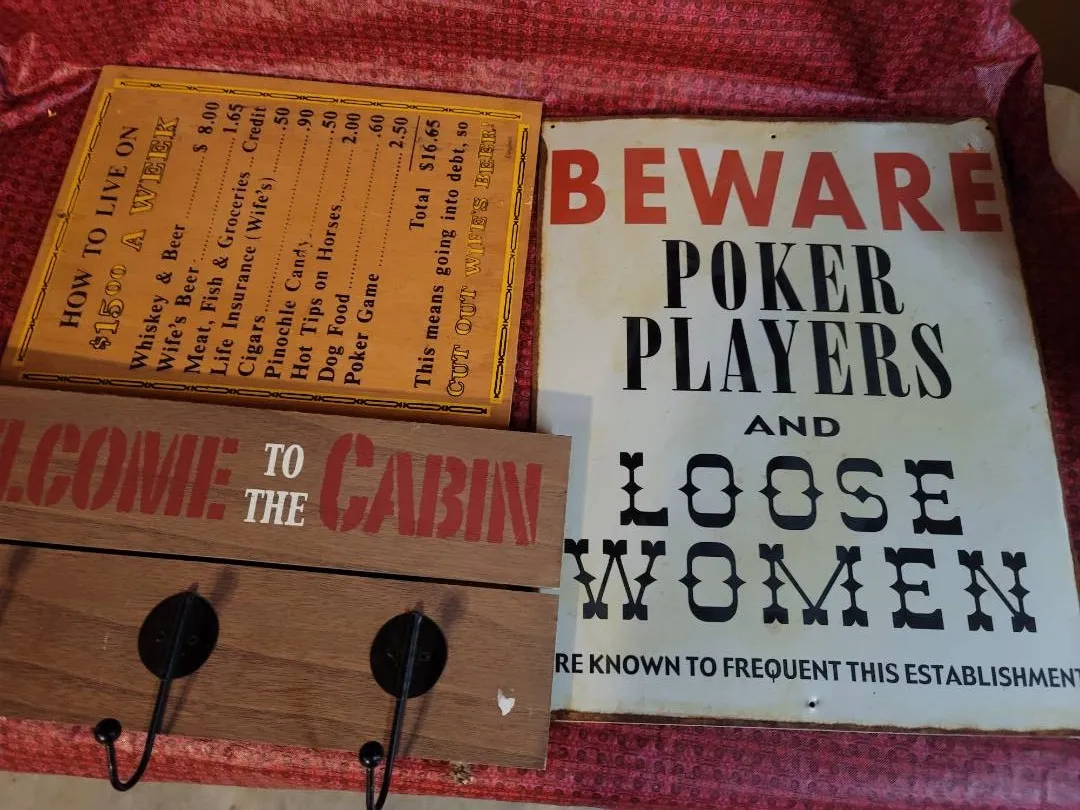 HOW TO LIVE ON
$1500 A WEEK
Whiskey & Beer $ 8.00
Wife's Beer 1.65
Meat, Fish & Groceries Credit
Life Insurance (Wife's) .50
Cigars .90
Pinochle Candy .50
Hot Tips on Horses 2.00
Dog Food .60
Poker Game 2.50
Total $16.65
This means going into debt, so
CUT OUT WIFE'S BEER!
LCOME TO THE CABIN
BEWARE
POKER
PLAYERS
AND
LOOSE
WOMEN
RE KNOWN TO FREQUENT THIS ESTABLISHMENT